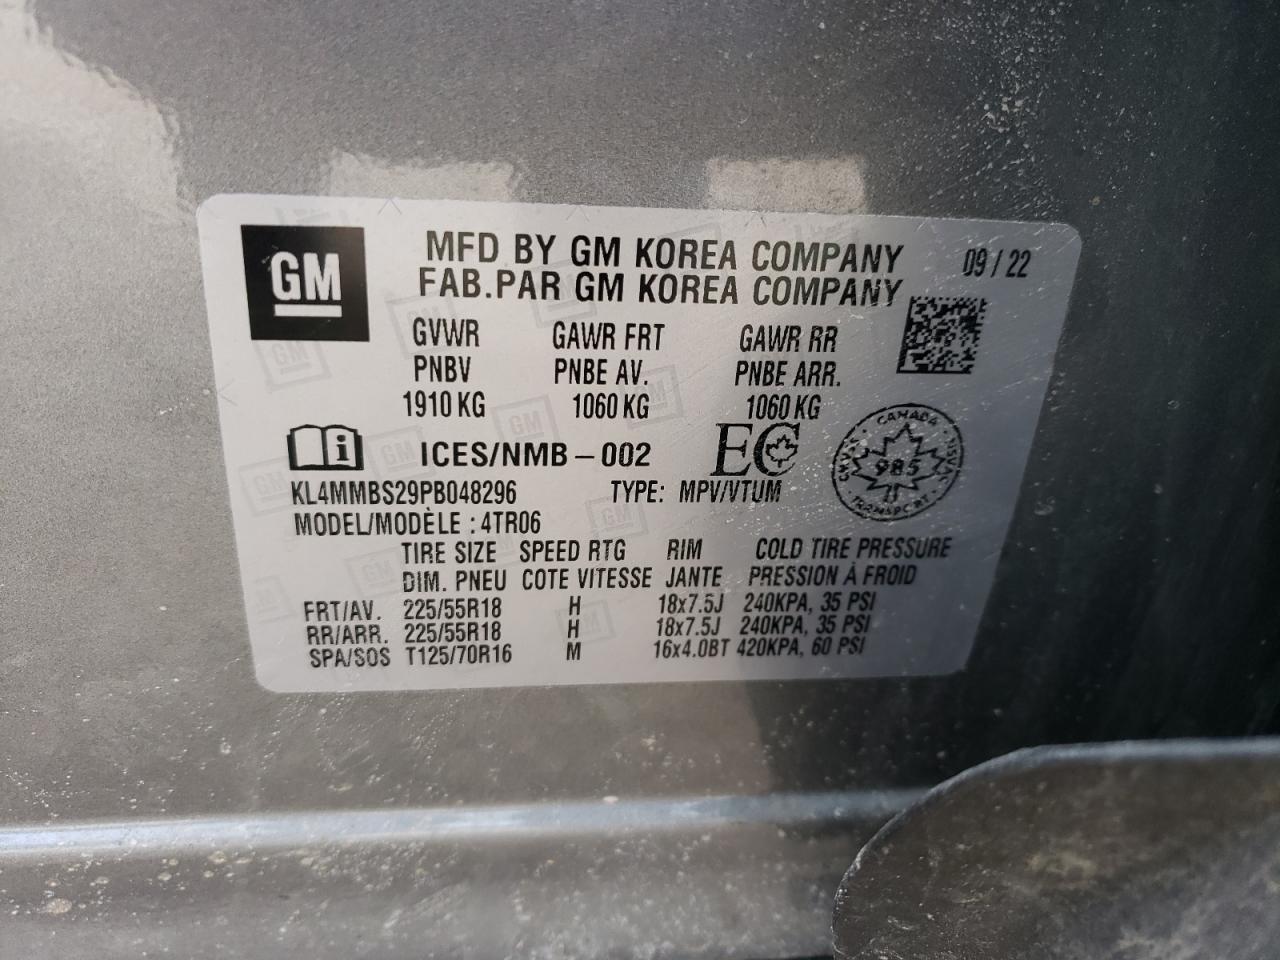 GM
MFD BY GM KOREA COMPANY 09/22
FAB.PAR GM KOREA COMPANY
GVWR GAWR FRT GAWR RR
PNBV PNBE AV. PNBE ARR.
1910 KG 1060 KG 1060 KG
i ICES/NMB-002 EC
CANADA
985
TRANSPORT
KL4MMBS29PB048296 TYPE: MPV/VTUM
MODEL/MODÈLE : 4TR06
TIRE SIZE SPEED RTG RIM COLD TIRE PRESSURE
DIM. PNEU COTE VITESSE JANTE PRESSION À FROID
FRT/AV. 225/55R18 H 18x7.5J 240KPA, 35 PSI
RR/ARR. 225/55R18 H 18x7.5J 240KPA, 35 PSI
SPA/SOS T125/70R16 M 16x4.0BT 420KPA, 60 PSI